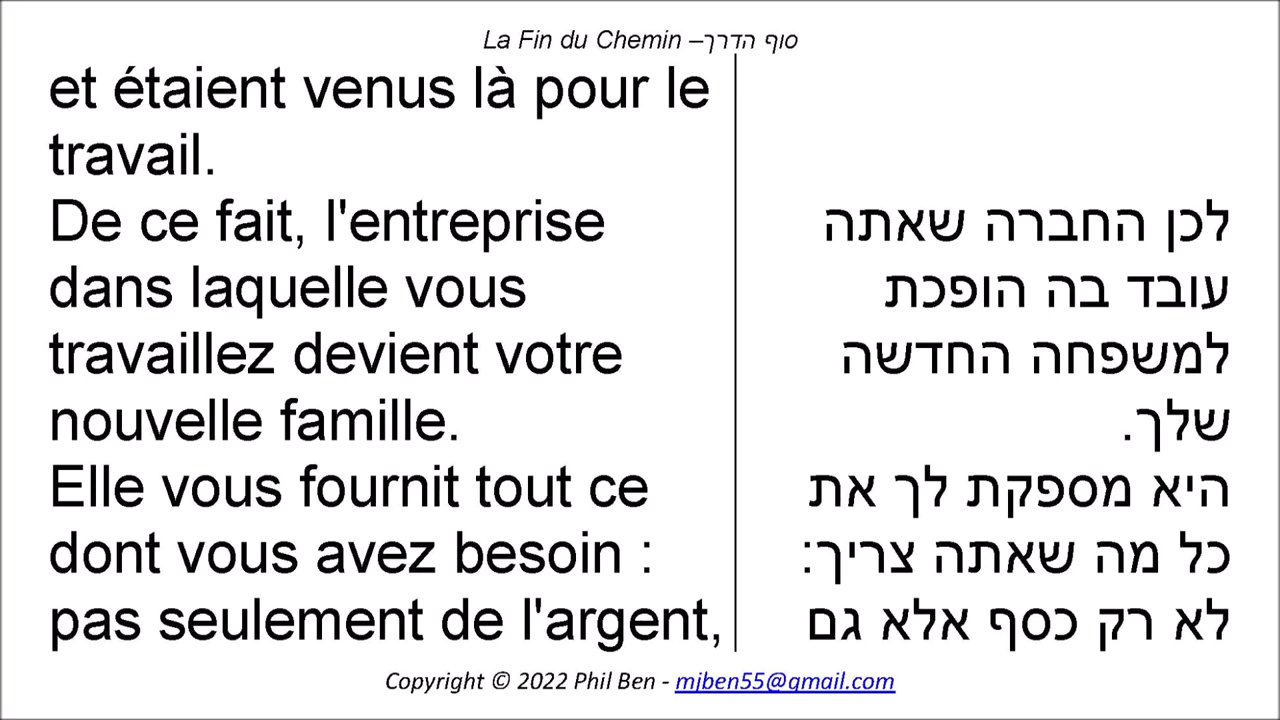 La Fin du Chemin –סוף הדרך
et étaient venus là pour le
travail.
De ce fait, l'entreprise
dans laquelle vous
travaillez devient votre
nouvelle famille.
Elle vous fournit tout ce
dont vous avez besoin :
pas seulement de l'argent,
לכן החברה שאתה
עובד בה הופכת
למשפחה החדשה
שלך.
היא מספקת לך את
כל מה שאתה צריך:
לא רק כסף אלא גם
Copyright © 2022 Phil Ben - mjben55@gmail.com